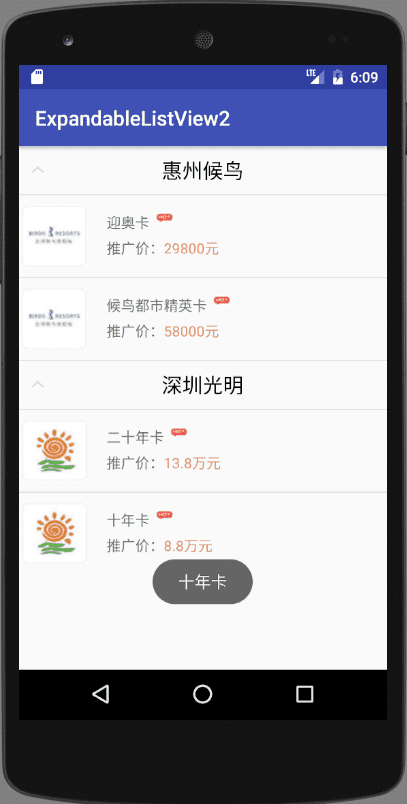 LTE 6:09
ExpandableListView2
惠州候鸟
BIRDS RESORTS
迎奥卡 HOT
推广价：29800元
BIRDS RESORTS
候鸟都市精英卡 HOT
推广价：58000元
深圳光明
二十年卡 HOT
推广价：13.8万元
十年卡 HOT
推广价：8.8万元
十年卡